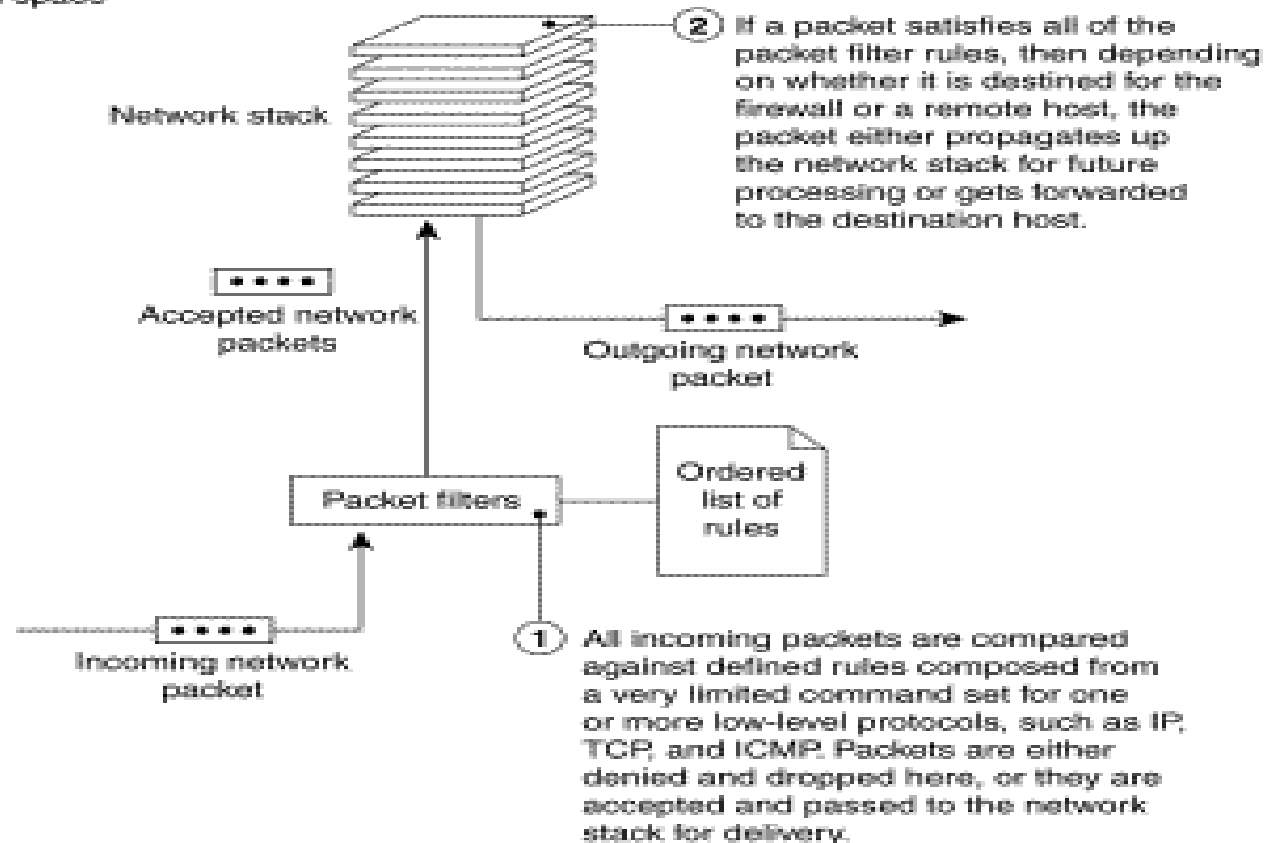 space
2 If a packet satisfies all of the
packet filter rules, then depending
on whether it is destined for the
firewall or a remote host, the
packet either propagates up
the network stack for future
processing or gets forwarded
to the destination host.
Network stack
Accepted network
packets
Outgoing network
packet
Ordered
list of
rules
Packet filters
Incoming network
packet
1 All incoming packets are compared
against defined rules composed from
a very limited command set for one
or more low-level protocols, such as IP,
TCP, and ICMP. Packets are either
denied and dropped here, or they are
accepted and passed to the network
stack for delivery.